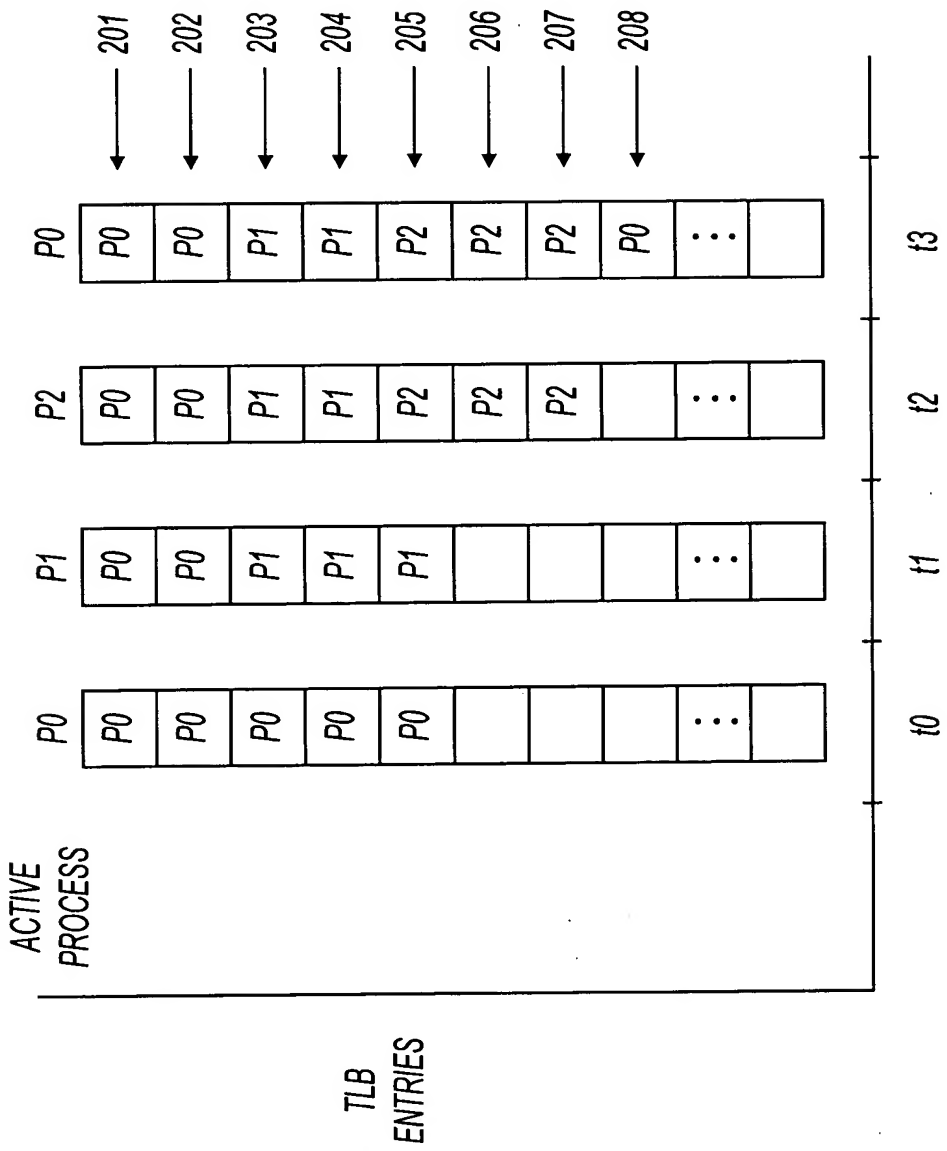 ACTIVE
PROCESS
P0 P1 P2 P0
P0 P0 P0 P0 201
P0 P0 P0 P0 202
P0 P1 P1 P1 203
P0 P1 P1 P1 204
P0 P1 P2 P2 205
P2 P2 206
P2 P2 207
P0 208
... ... ... ...
TLB
ENTRIES
t0 t1 t2 t3